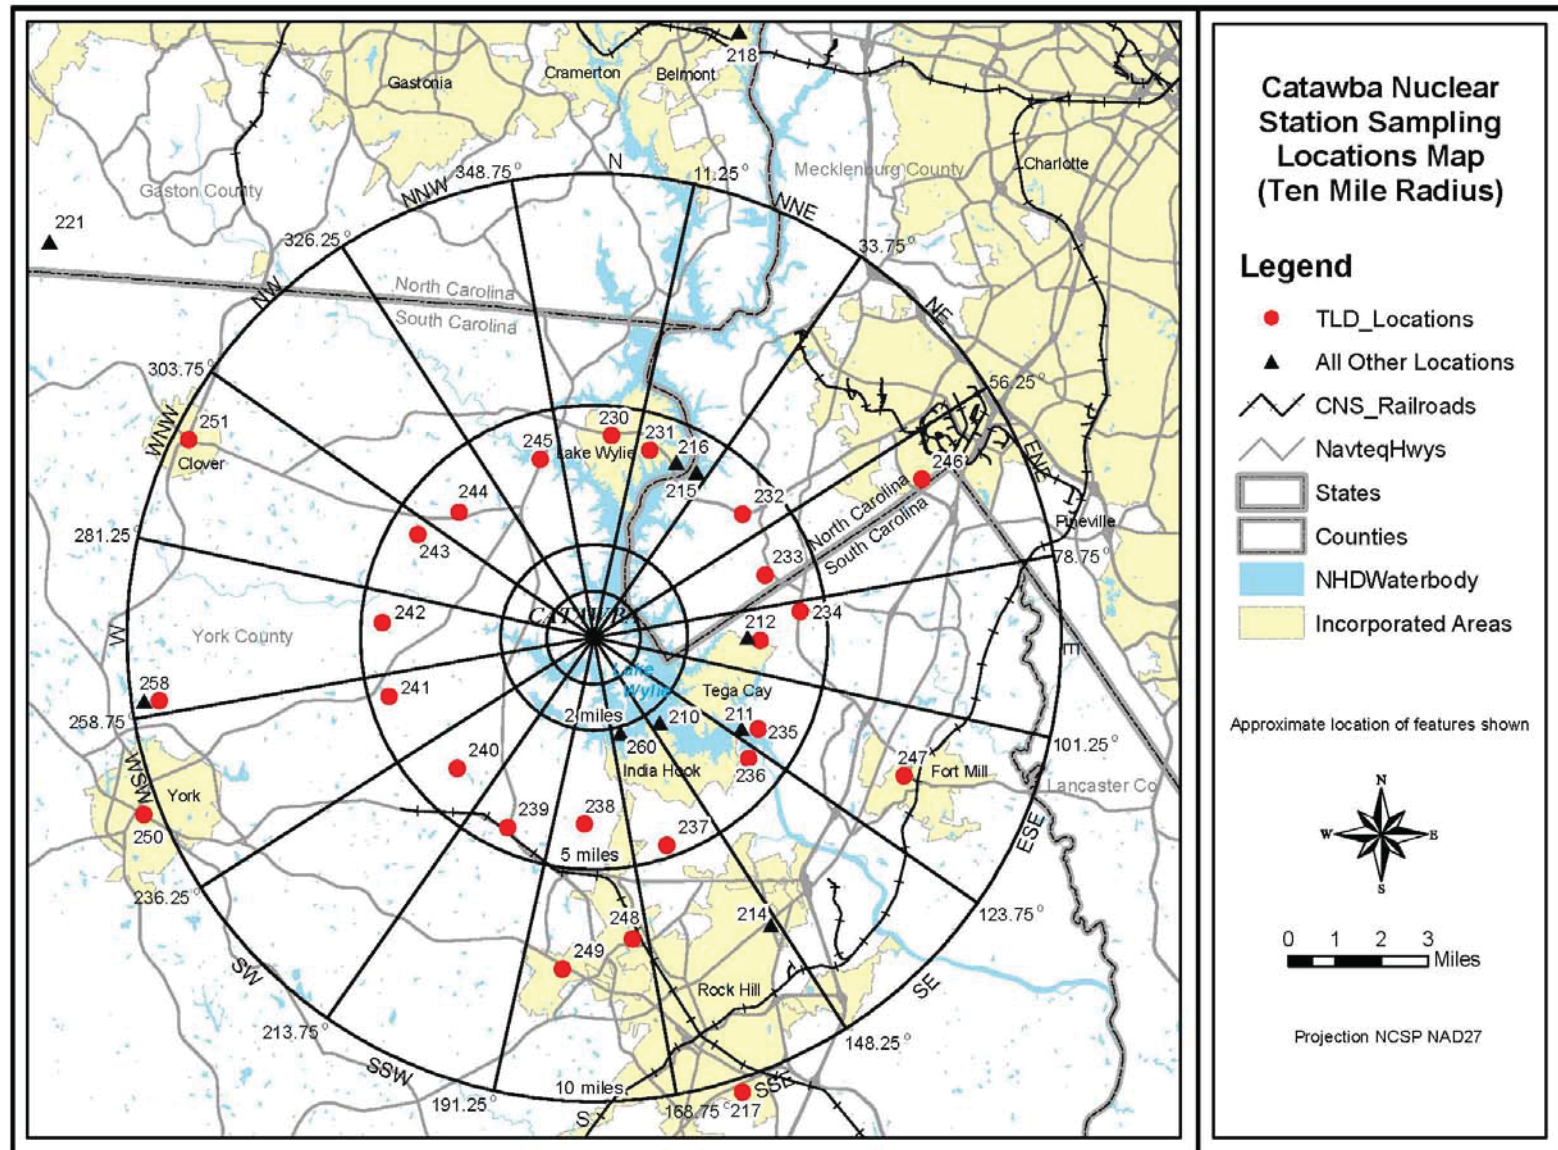 218
Cramerton
Belmont
Gastonia
Charlotte
Mecklenburg County
Gaston County
N
348.75°
11.25°
NNW
NNE
221
326.25°
33.75°
North Carolina
South Carolina
NW
NE
303.75°
56.25°
WNW
251
Clover
230
231
216
Lake Wylie
245
215
246
ENE
244
232
North Carolina
South Carolina
Pineville
281.25°
243
233
78.75°
242
CATAWBA
212
234
W
York County
E
Lake
Wylie
Tega Cay
258
241
258.75°
2 miles
210
211
235
101.25°
260
236
India Hook
247
Fort Mill
Lancaster Co
240
WSW
York
250
239
238
237
ESE
5 miles
236.25°
123.75°
248
214
249
SW
Rock Hill
SE
213.75°
148.25°
SSW
10 miles
SSE
191.25°
S
168.75°
217
Catawba Nuclear
Station Sampling
Locations Map
(Ten Mile Radius)
Legend
TLD_Locations
All Other Locations
CNS_Railroads
NavteqHwys
States
Counties
NHDWaterbody
Incorporated Areas
Approximate location of features shown
N
W
E
S
0 1 2 3
Miles
Projection NCSP NAD27